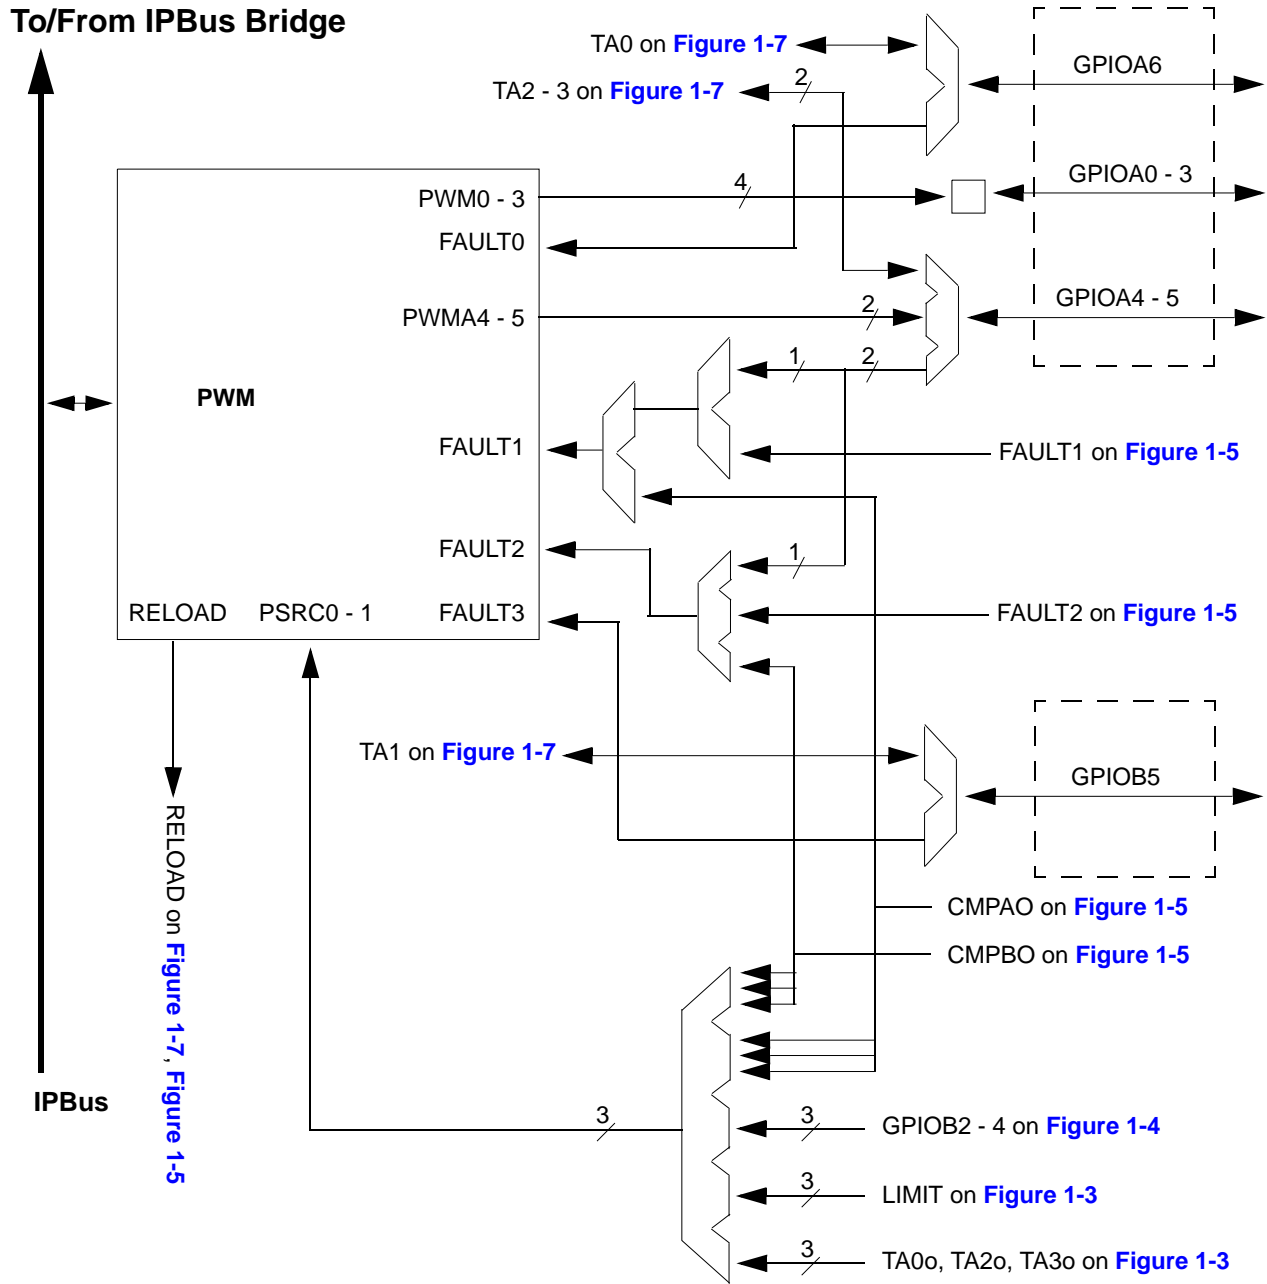 To/From IPBus Bridge
TA0 on Figure 1-7
TA2 - 3 on Figure 1-7
2
GPIOA6
PWM0 - 3
4
GPIOA0 - 3
FAULT0
PWMA4 - 5
2
GPIOA4 - 5
1
2
PWM
FAULT1
FAULT1 on Figure 1-5
FAULT2
1
RELOAD
PSRC0 - 1
FAULT3
FAULT2 on Figure 1-5
TA1 on Figure 1-7
GPIOB5
RELOAD on Figure 1-7, Figure 1-5
CMPAO on Figure 1-5
CMPBO on Figure 1-5
IPBus
3
3
GPIOB2 - 4 on Figure 1-4
3
LIMIT on Figure 1-3
3
TA0o, TA2o, TA3o on Figure 1-3